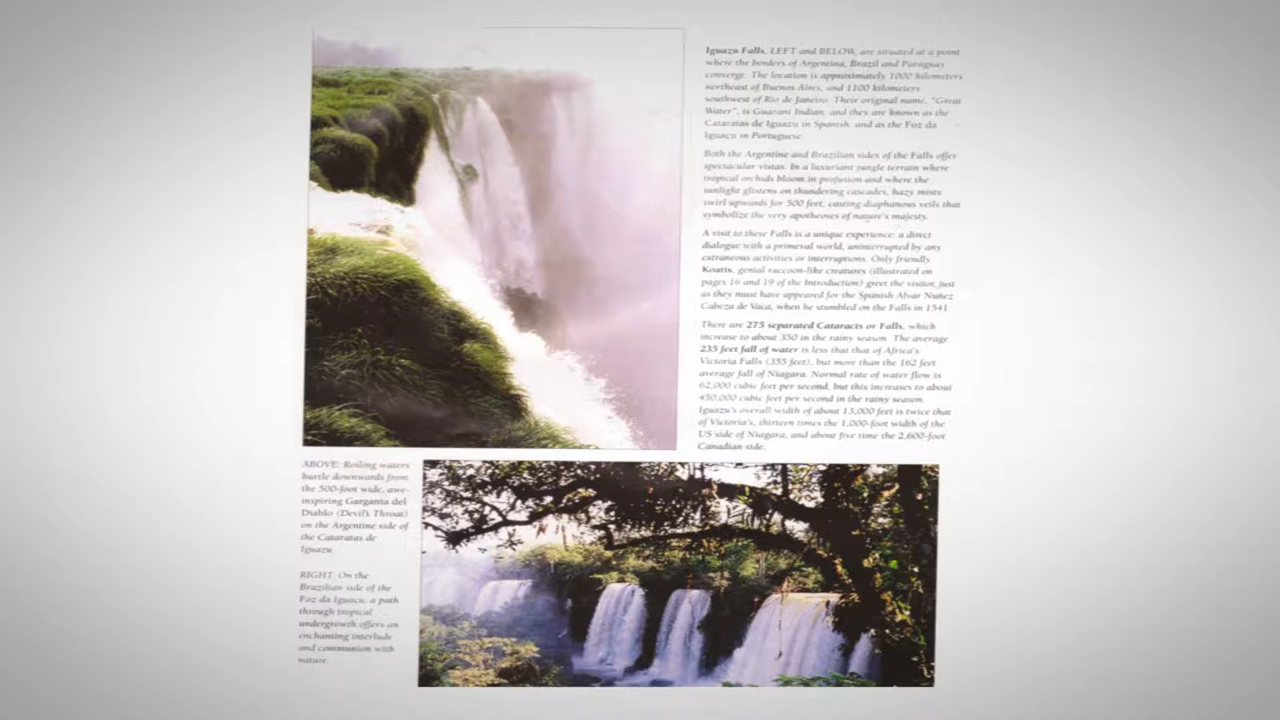 Iguazu Falls, LEFT and BELOW, are situated at a point
where the borders of Argentina, Brazil and Paraguay
converge. The location is approximately 1000 kilometers
northeast of Buenos Aires, and 1100 kilometers
southwest of Rio de Janeiro. Their original name, "Great
Water", is Guarani Indian, and they are known as the
Cataratas de Iguazu in Spanish, and as the Foz da
Iguaçu in Portuguese.
Both the Argentine and Brazilian sides of the Falls offer
spectacular vistas. In a luxuriant jungle terrain where
tropical orchids bloom in profusion and where the
sunlight glistens on thundering cascades, hazy mists
swirl upwards for 500 feet, casting diaphanous veils that
symbolize the very apotheoses of nature's majesty.
A visit to these Falls is a unique experience: a direct
dialogue with a primeval world, uninterrupted by any
extraneous activities or interruptions. Only friendly
Koatis, genial raccoon-like creatures (illustrated on
pages 16 and 19 of the Introduction) greet the visitor, just
as they must have appeared for the Spanish Alvar Nuñez
Cabeza de Vaca, when he stumbled on the Falls in 1541
There are 275 separated Cataracts or Falls, which
increase to about 350 in the rainy season. The average
235 feet fall of water is less that that of Africa's
Victoria Falls (355 feet), but more than the 162 feet
average fall of Niagara. Normal rate of water flow is
62,000 cubic feet per second, but this increases to about
450,000 cubic feet per second in the rainy season.
Iguazu's overall width of about 13,000 feet is twice that
of Victoria's, thirteen times the 1,000-foot width of the
US side of Niagara, and about five time the 2,600-foot
Canadian side.
ABOVE: Roiling waters
hurtle downwards from
the 500-foot wide, awe-
inspiring Garganta del
Diablo (Devil's Throat)
on the Argentine side of
the Cataratas de
Iguazu.
RIGHT: On the
Brazilian side of the
Foz da Iguaçu, a path
through tropical
undergrowth offers an
enchanting interlude
and communion with
nature.